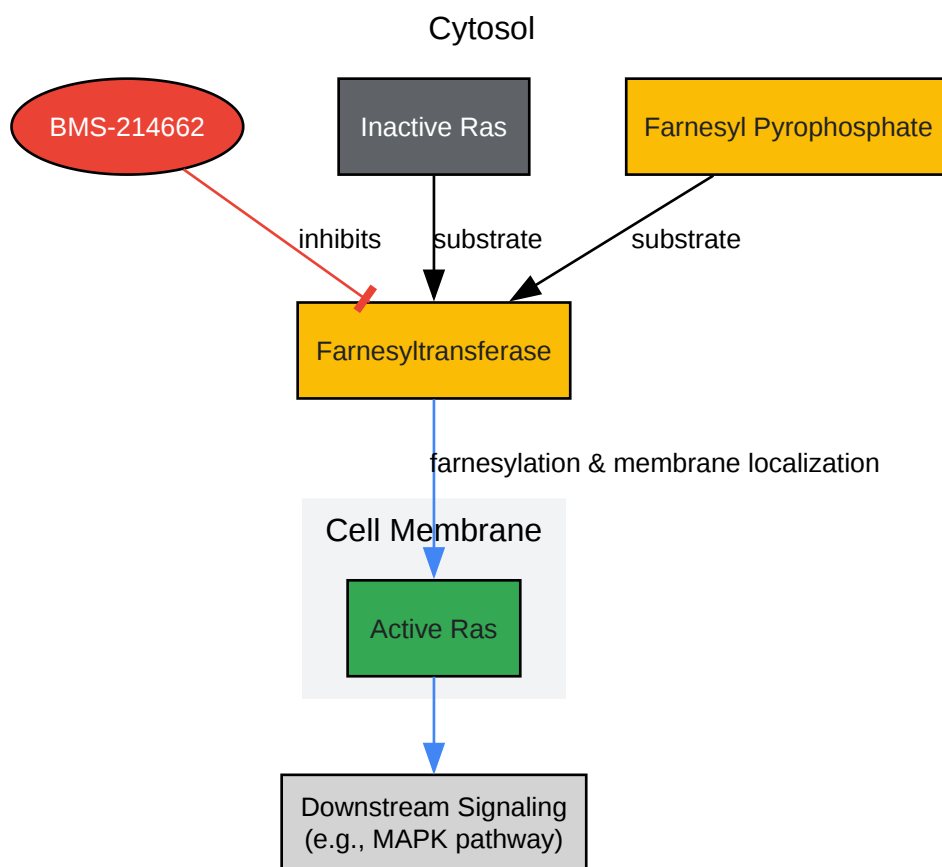 Cytosol
BMS-214662
Inactive Ras
Farnesyl Pyrophosphate
inhibits
substrate
substrate
Farnesyltransferase
farnesylation & membrane localization
Cell Membrane
Active Ras
Downstream Signaling
(e.g., MAPK pathway)